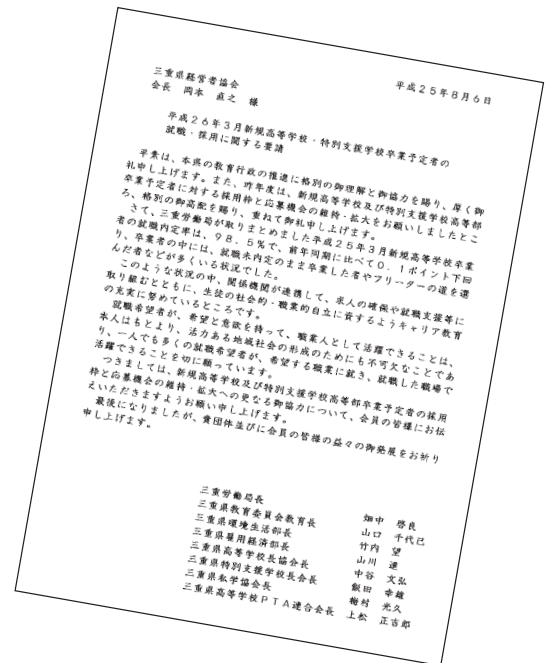 平成25年8月6日
三重県経営者協会
会長　岡本　直之　様
平成26年3月新規高等学校・特別支援学校卒業予定者の
就職・採用に関する要請
平素は、本県の教育行政の推進に格別の御理解と御協力を賜り、厚く御
礼申し上げます。また、昨年度は、新規高等学校及び特別支援学校高等部
卒業予定者に対する採用枠と応募機会の維持・拡大をお願いしましたとこ
ろ、格別の御高配を賜り、重ねて御礼申し上げます。
さて、三重労働局が取りまとめました平成25年3月新規高等学校卒業
者の就職内定率は、98.5%で、前年同期に比べて0.1ポイント下回
り、卒業者の中には、就職未内定のまま卒業した者やフリーターの道を選
んだ者などが多くいる状況でした。
このような状況の中、関係機関が連携して、求人の確保や就職支援等に
取り組むとともに、生徒の社会的・職業的自立に資するようキャリア教育
の充実に努めているところです。
就職希望者が、希望と意欲を持って、職業人として活躍できることは、
本人はもとより、活力ある地域社会の形成のためにも不可欠なことであ
り、一人でも多くの就職希望者が、希望する職業に就き、就職した職場で
活躍できることを切に願っています。
つきましては、新規高等学校及び特別支援学校高等部卒業予定者の採用
枠と応募機会の維持・拡大への更なる御協力について、会員の皆様にお伝
えいただきますようお願い申し上げます。
最後になりましたが、貴団体並びに会員の皆様の益々の御発展をお祈り
申し上げます。
三重労働局長　畑中　啓良
三重県教育委員会教育長　山口　千代己
三重県環境生活部長　竹内　望
三重県雇用経済部長　山川　進
三重県高等学校長協会長　中谷　文弘
三重県特別支援学校長会会長　飯田　幸雄
三重県私学協会長　梅村　光久
三重県高等学校PTA連合会会長　上松　正吉郎